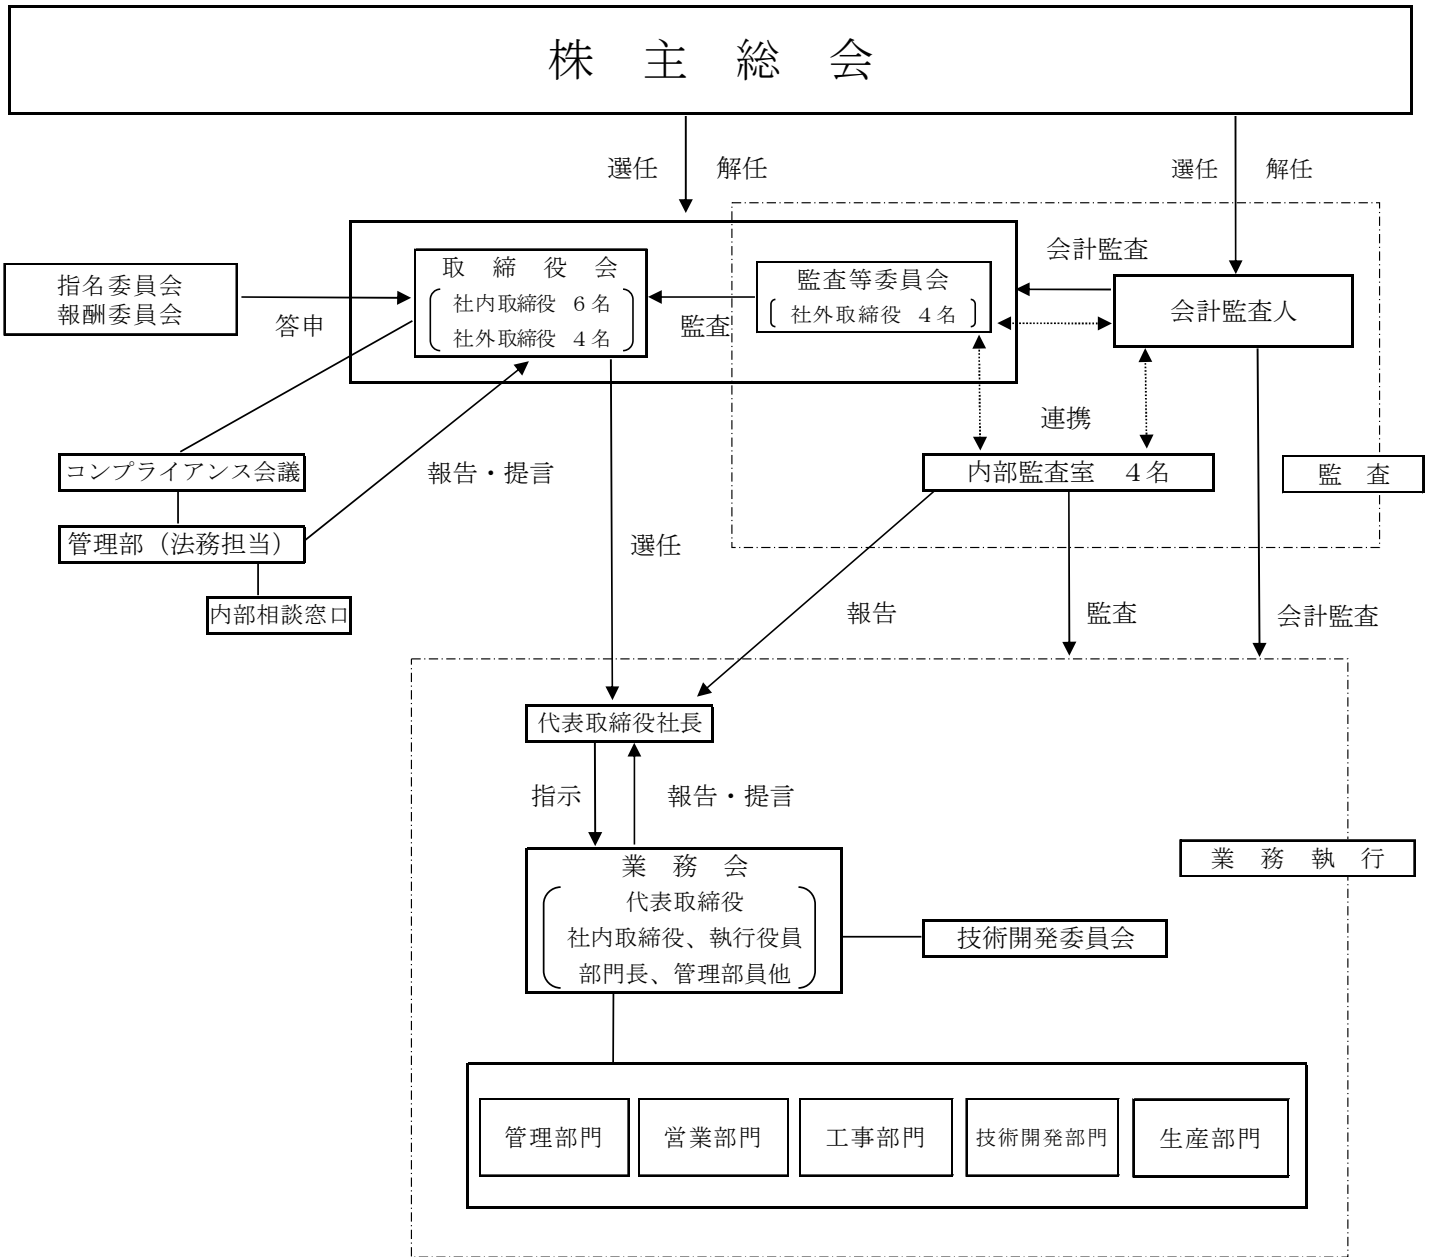 株 主 総 会
選任 解任
選任 解任
会計監査
指名委員会
報酬委員会
答申
取 締 役 会
社内取締役 6名
社外取締役 4名
監査
監査等委員会
社外取締役 4名
会計監査人
連携
コンプライアンス会議
報告・提言
内部監査室 4名
監 査
管理部（法務担当）
選任
内部相談窓口
報告
監査
会計監査
代表取締役社長
指示
報告・提言
業 務 会
代表取締役
社内取締役、執行役員
部門長、管理部員他
業 務 執 行
技術開発委員会
管理部門
営業部門
工事部門
技術開発部門
生産部門